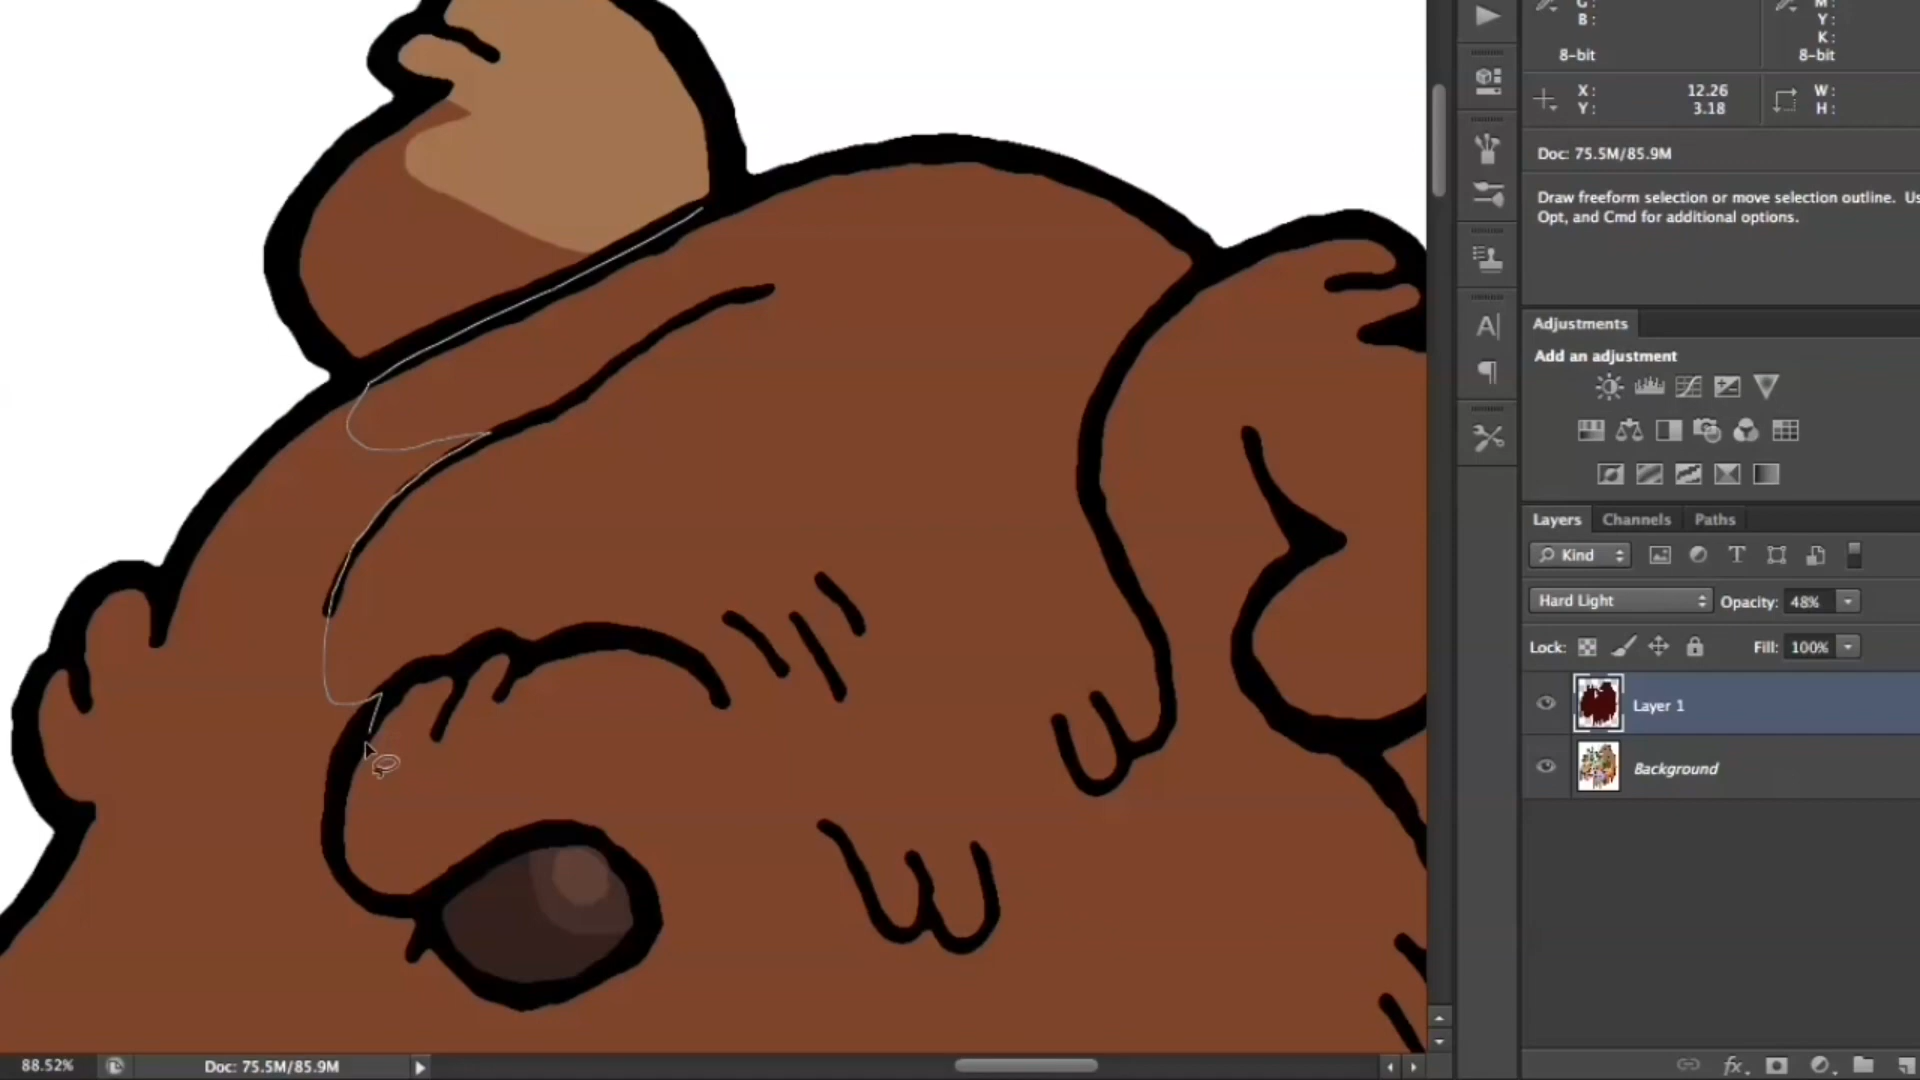 G:
B:
M:
Y:
K:
8-bit
8-bit
X: 12.26
Y: 3.18
W:
H:
Doc: 75.5M/85.9M
Draw freeform selection or move selection outline. Us
Opt, and Cmd for additional options.
Adjustments
Add an adjustment
Layers Channels Paths
Kind
Hard Light Opacity: 48%
Lock: Fill: 100%
Layer 1
Background
88.52% Doc: 75.5M/85.9M
fx